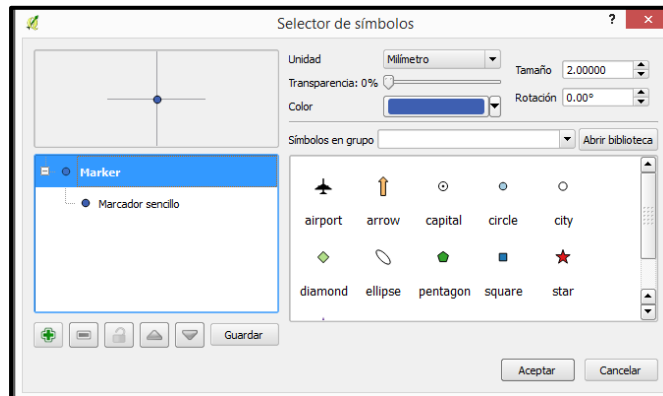 Selector de símbolos
?
Unidad Milímetro
Transparencia: 0%
Color
Tamaño 2.00000
Rotación 0.00°
Símbolos en grupo Abrir biblioteca
Marker
Marcador sencillo
airport arrow capital circle city
diamond ellipse pentagon square star
Guardar
Aceptar Cancelar